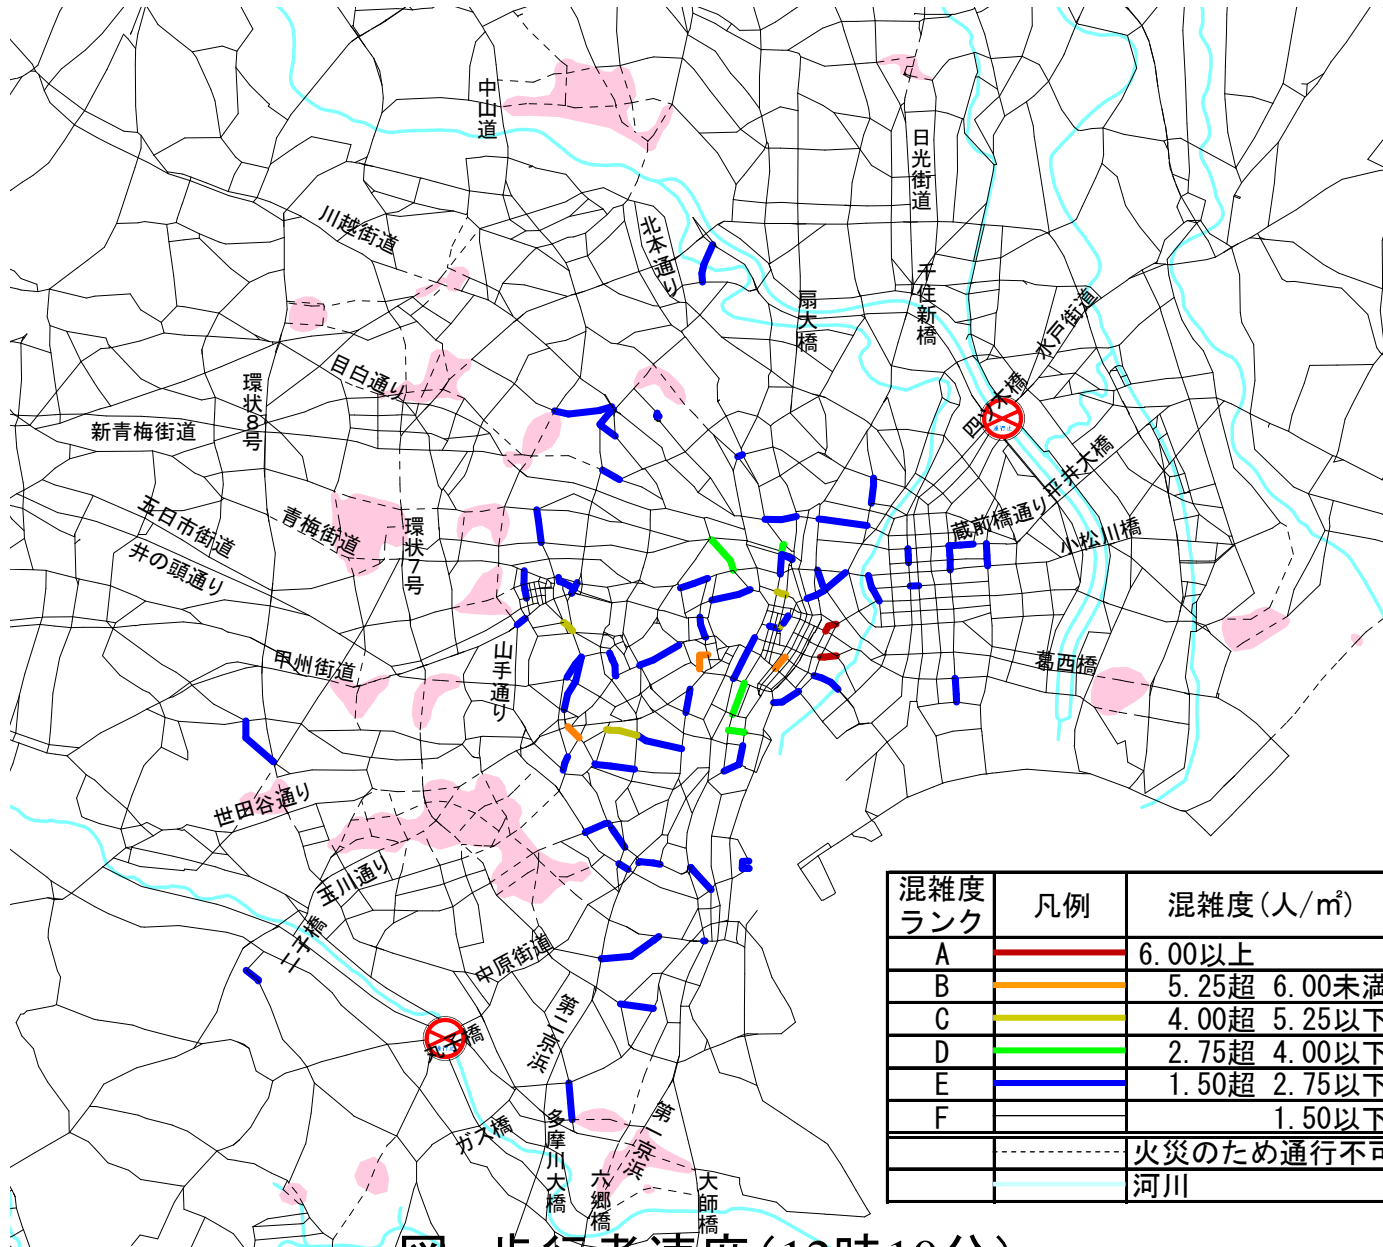 中山道
日光街道
川越街道
北本通り
千住新橋
扇大橋
水戸街道
目白通り
環状8号
四ツ木橋
新青梅街道
平井大橋
五日市街道
青梅街道
環状7号
蔵前橋通り
小松川橋
井の頭通り
甲州街道
山手通り
葛西橋
世田谷通り
玉川通り
二子橋
中原街道
第二京浜
丸子橋
ガス橋
多摩川大橋
第一京浜
六郷橋
大師橋
混雑度ランク 凡例 混雑度(人/㎡)
A 6.00以上
B 5.25超 6.00未満
C 4.00超 5.25以下
D 2.75超 4.00以下
E 1.50超 2.75以下
F 1.50以下
火災のため通行不可
河川